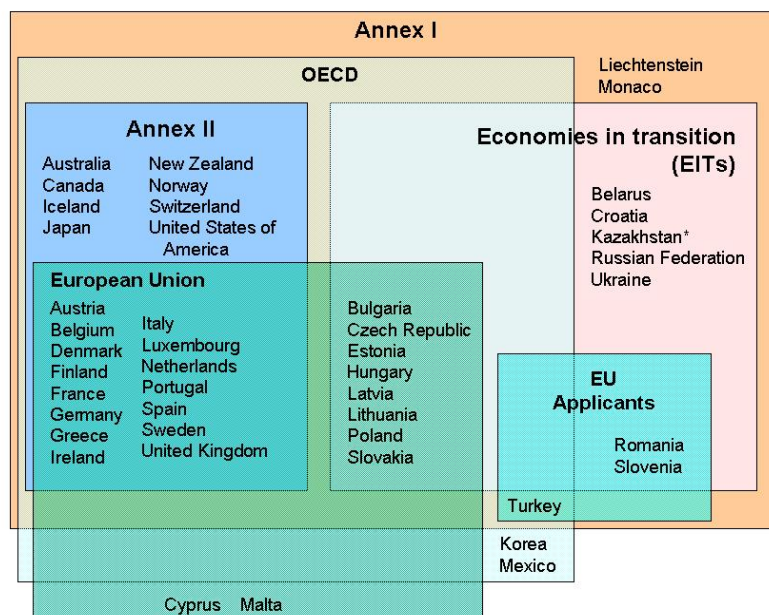 Annex I
OECD
Liechtenstein
Monaco
Annex II
Australia
Canada
Iceland
Japan
New Zealand
Norway
Switzerland
United States of
America
Economies in transition
(EITs)
Belarus
Croatia
Kazakhstan*
Russian Federation
Ukraine
European Union
Austria
Belgium
Denmark
Finland
France
Germany
Greece
Ireland
Italy
Luxembourg
Netherlands
Portugal
Spain
Sweden
United Kingdom
Bulgaria
Czech Republic
Estonia
Hungary
Latvia
Lithuania
Poland
Slovakia
EU
Applicants
Romania
Slovenia
Turkey
Korea
Mexico
Cyprus Malta